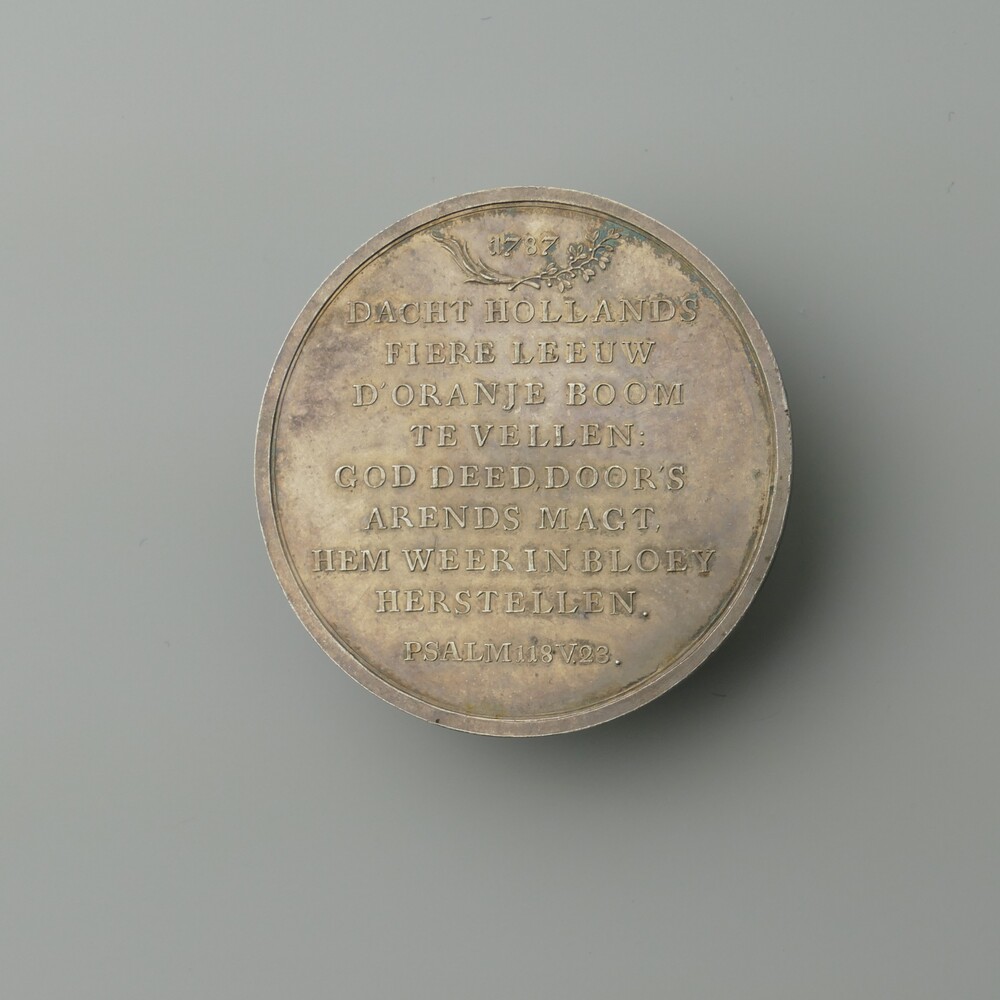 1787
DACHT HOLLANDS
FIERE LEEUW
D'ORANJE BOOM
TE VELLEN:
GOD DEED, DOOR'S
ARENDS MAGT,
HEM WEER IN BLOEY
HERSTELLEN.
PSALM 118 V. 23.